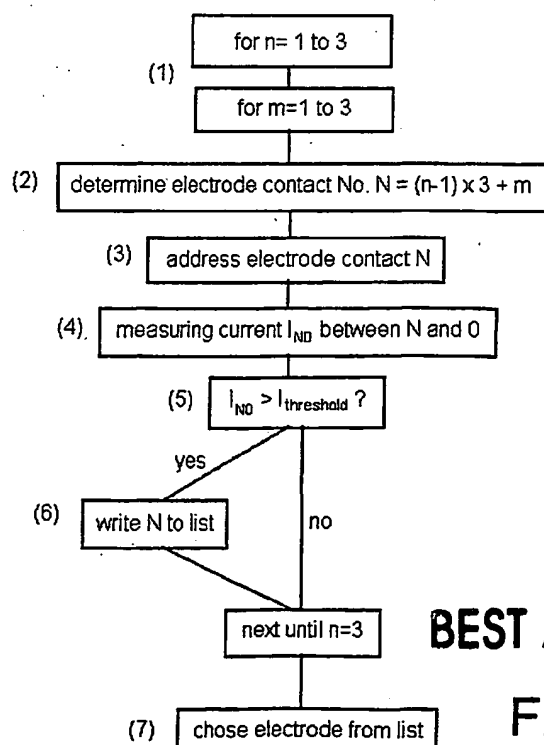 for n= 1 to 3
(1)
for m=1 to 3
(2) determine electrode contact No. N = (n-1) x 3 + m
(3) address electrode contact N
(4) measuring current I_N0 between N and 0
(5) I_N0 > I_threshold ?
yes
(6) write N to list
no
next until n=3
BEST
F
(7) chose electrode from list